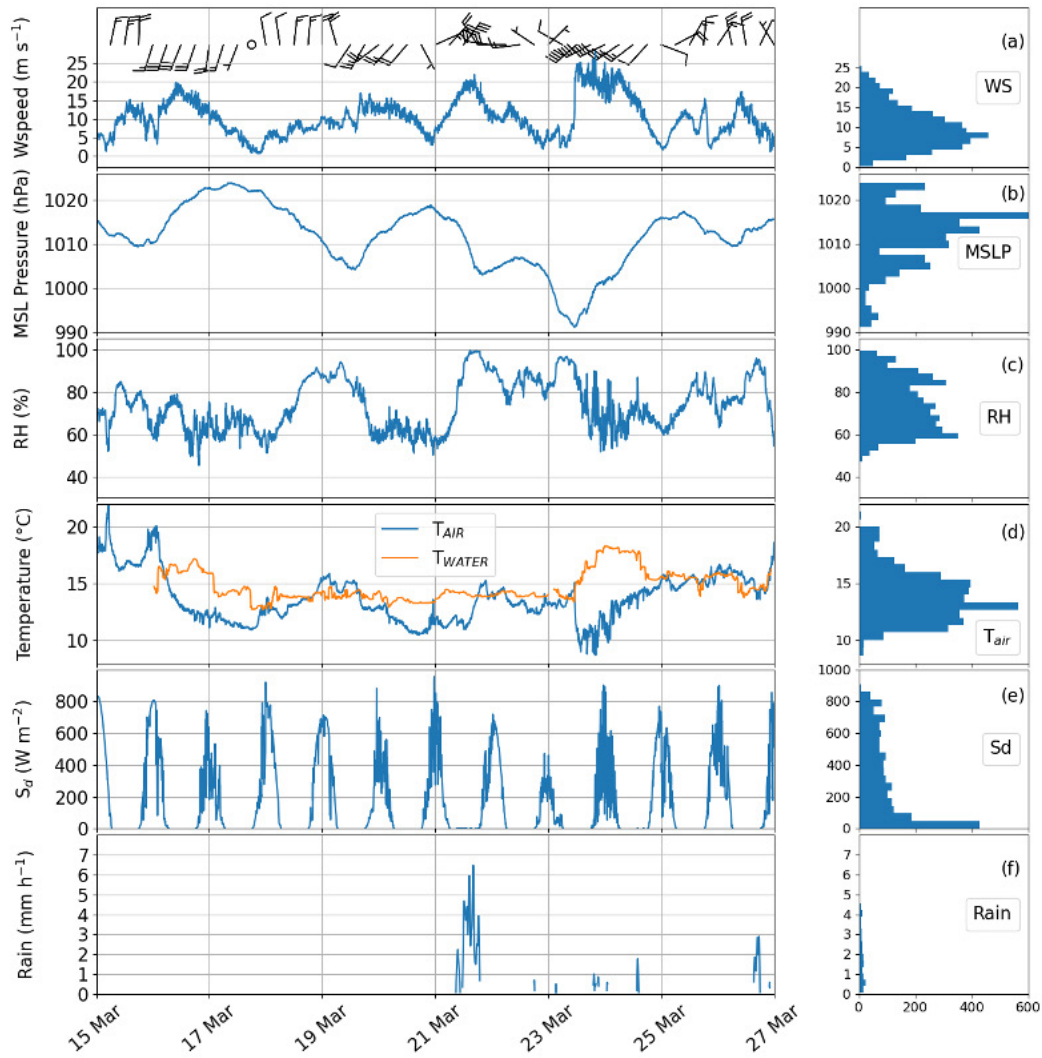 Wspeed (m s⁻¹)
25
20
15
10
5
0
(a)
WS
25
20
15
10
5
0
MSL Pressure (hPa)
1020
1010
1000
990
(b)
MSLP
1020
1010
1000
990
RH (%)
100
80
60
40
(c)
RH
100
80
60
40
Temperature (°C)
20
15
10
T_AIR
T_WATER
(d)
T_air
20
15
10
S_d (W m⁻²)
800
600
400
200
0
(e)
Sd
1000
800
600
400
200
0
Rain (mm h⁻¹)
7
6
5
4
3
2
1
0
(f)
Rain
7
6
5
4
3
2
1
0
15 Mar
17 Mar
19 Mar
21 Mar
23 Mar
25 Mar
27 Mar
0 200 400 600